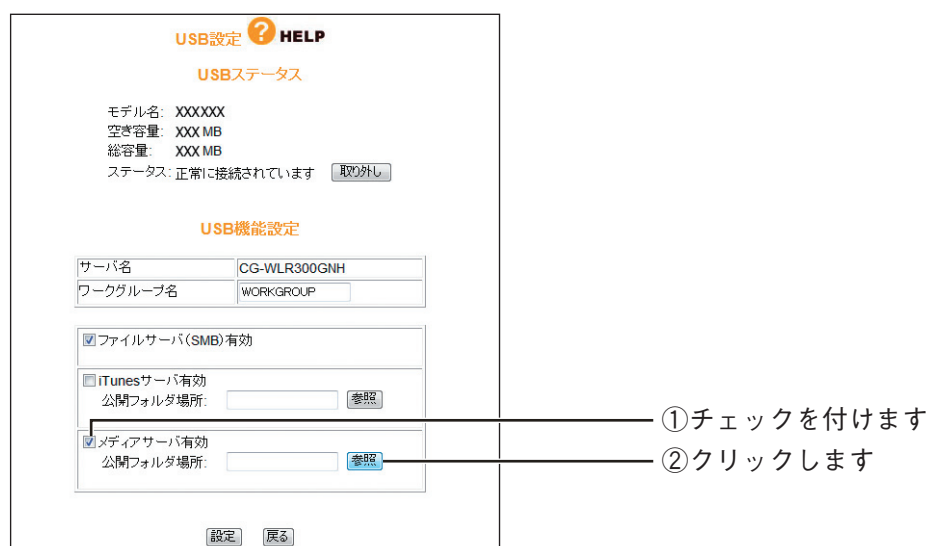 USB設定 ? HELP
USBステータス
モデル名: XXXXXX
空き容量: XXX MB
総容量: XXX MB
ステータス: 正常に接続されています 取り外し
USB機能設定
サーバ名 CG-WLR300GNH
ワークグループ名 WORKGROUP
ファイルサーバ(SMB)有効
iTunesサーバ有効
公開フォルダ場所: 参照
①チェックを付けます
メディアサーバ有効
公開フォルダ場所: 参照
②クリックします
設定 戻る